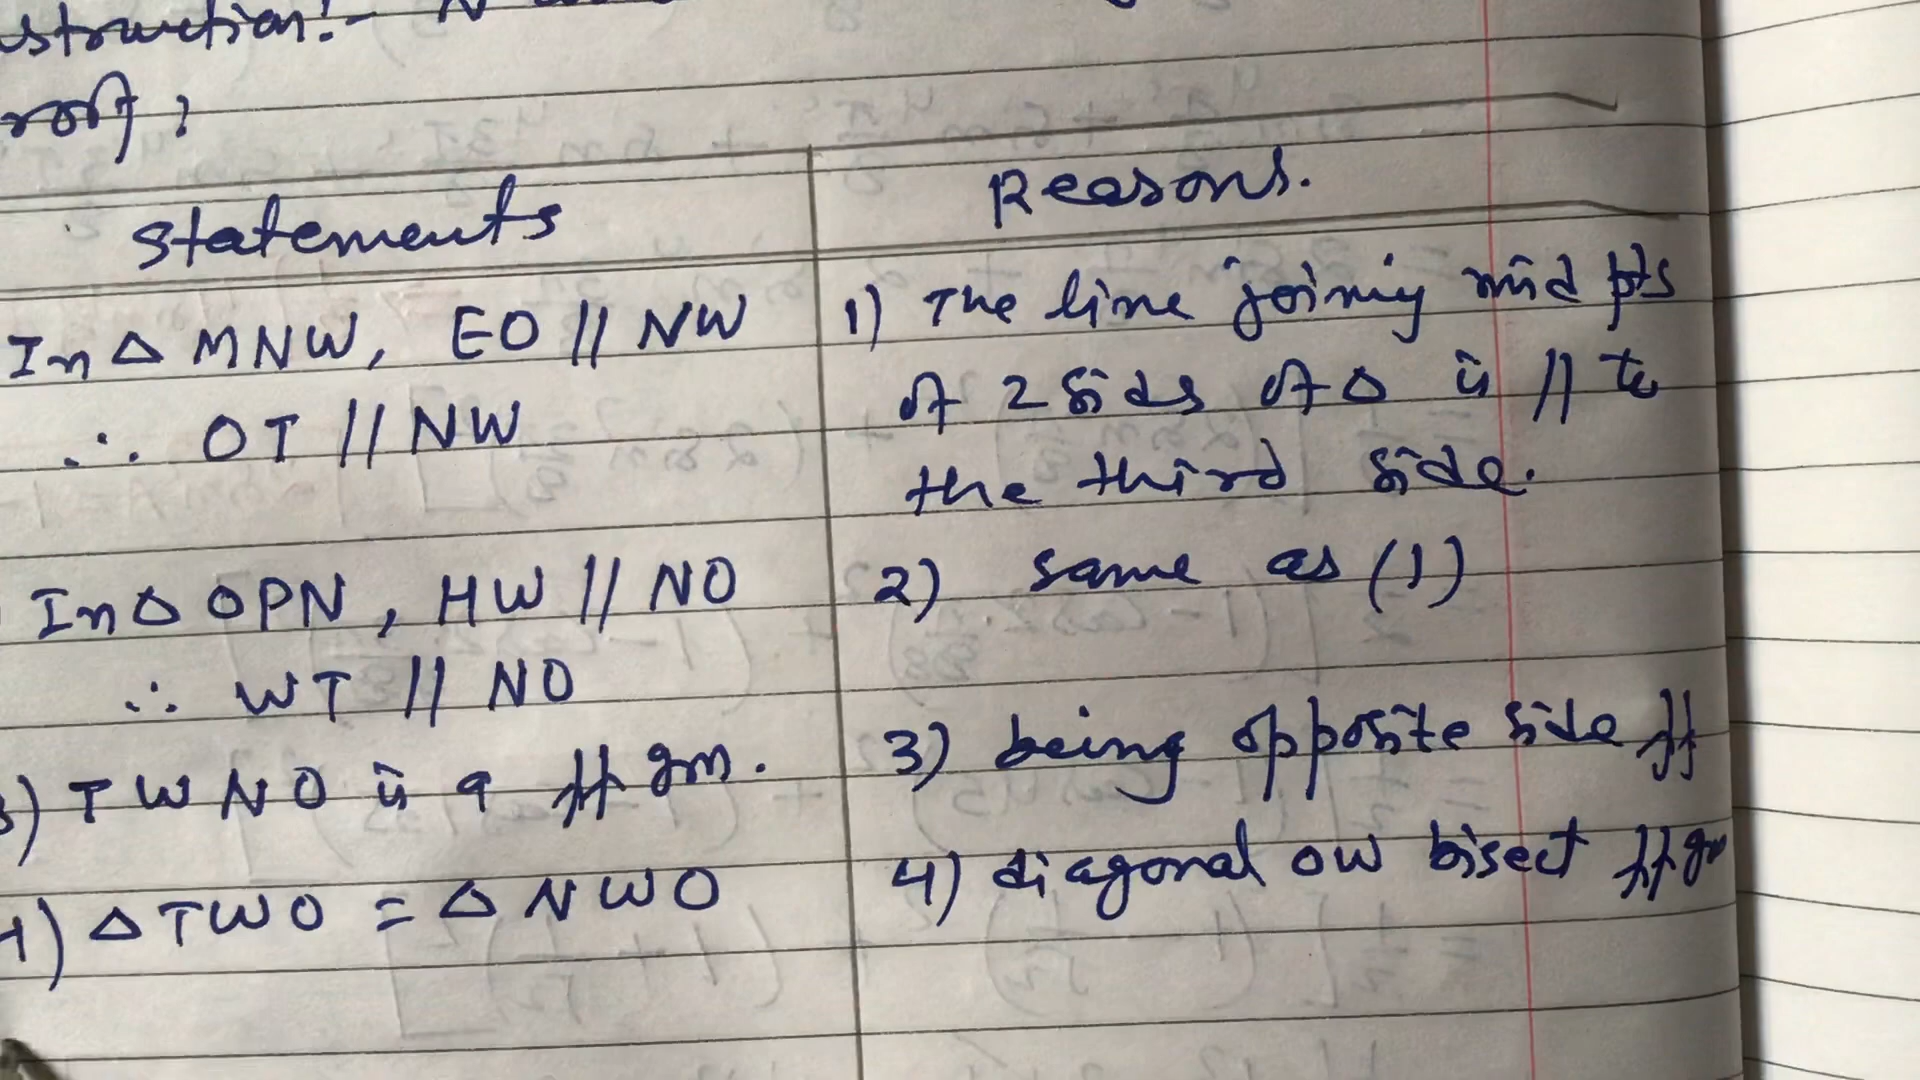 struction:- N
roof :
Statements
Reasons.
In △ MNW, EO // NW
1) The line joining mid pts
∴ OT // NW
of 2 sides of △ is // to
the third side.
In △ OPN, HW // NO
2) same as (1)
∴ WT // NO
3) TWNO is a //gm.
3) being opposite side //
4) △ TWO = △ NWO
4) diagonal OW bisect //gm